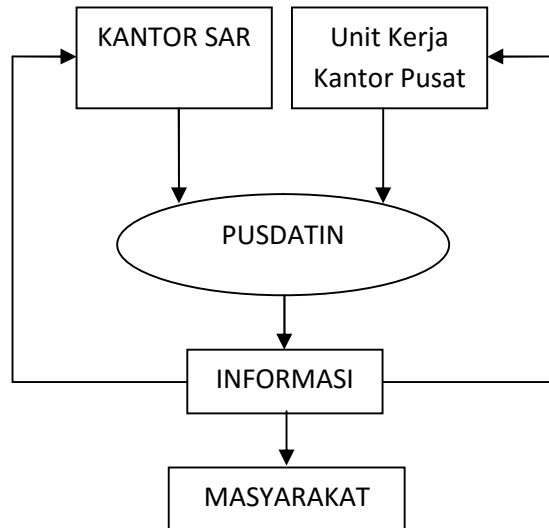 KANTOR SAR
Unit Kerja
Kantor Pusat
PUSDATIN
INFORMASI
MASYARAKAT